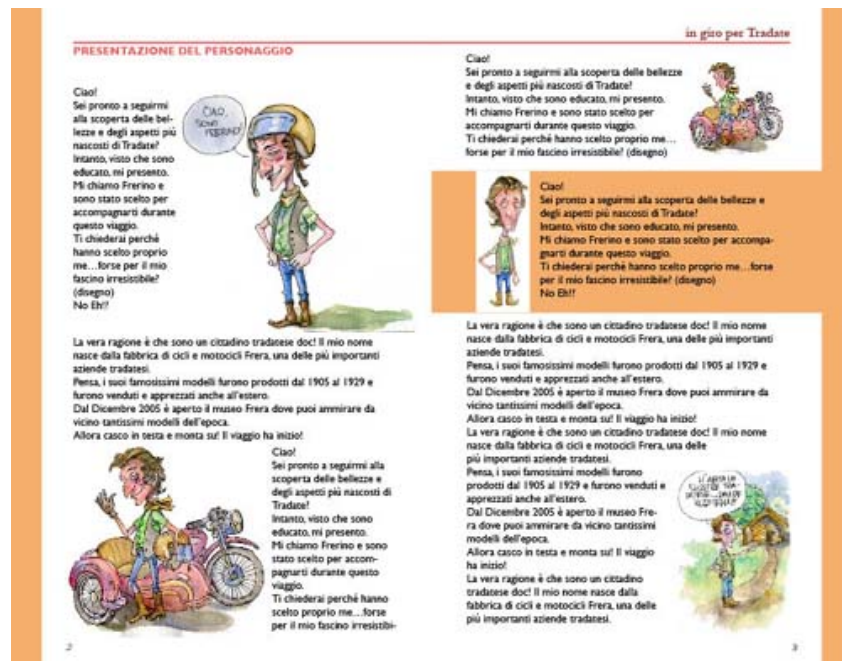 in giro per Tradate
PRESENTAZIONE DEL PERSONAGGIO
Ciao!
Sei pronto a seguirmi
alla scoperta delle bel-
lezze e degli aspetti più
nascosti di Tradate?
Intanto, visto che sono
educato, mi presento.
Mi chiamo Frerino e
sono stato scelto per
accompagnarti durante
questo viaggio.
Ti chiederai perché
hanno scelto proprio
me...forse per il mio
fascino irresistibile?
(disegno)
No Eh!?
CIAO,
SONO
FRERINO!
La vera ragione è che sono un cittadino tradatese doc! Il mio nome
nasce dalla fabbrica di cicli e motocicli Frera, una delle più importanti
aziende tradatesi.
Pensa, i suoi famosissimi modelli furono prodotti dal 1905 al 1929 e
furono venduti e apprezzati anche all'estero.
Dal Dicembre 2005 è aperto il museo Frera dove puoi ammirare da
vicino tantissimi modelli dell'epoca.
Allora casco in testa e monta su! Il viaggio ha inizio!
Ciao!
Sei pronto a seguirmi alla
scoperta delle bellezze e
degli aspetti più nascosti di
Tradate?
Intanto, visto che sono
educato, mi presento.
Mi chiamo Frerino e sono
stato scelto per accom-
pagnarti durante questo
viaggio.
Ti chiederai perché hanno
scelto proprio me...forse
per il mio fascino irresistibi-
2
Ciao!
Sei pronto a seguirmi alla scoperta delle bellezze
e degli aspetti più nascosti di Tradate?
Intanto, visto che sono educato, mi presento.
Mi chiamo Frerino e sono stato scelto per
accompagnarti durante questo viaggio.
Ti chiederai perché hanno scelto proprio me...
forse per il mio fascino irresistibile? (disegno)
Ciao!
Sei pronto a seguirmi alla scoperta delle bellezze e
degli aspetti più nascosti di Tradate?
Intanto, visto che sono educato, mi presento.
Mi chiamo Frerino e sono stato scelto per accompa-
gnarti durante questo viaggio.
Ti chiederai perchè hanno scelto proprio me...forse
per il mio fascino irresistibile? (disegno)
No Eh!?
La vera ragione è che sono un cittadino tradatese doc! Il mio nome
nasce dalla fabbrica di cicli e motocicli Frera, una delle più importanti
aziende tradatesi.
Pensa, i suoi famosissimi modelli furono prodotti dal 1905 al 1929 e
furono venduti e apprezzati anche all'estero.
Dal Dicembre 2005 è aperto il museo Frera dove puoi ammirare da
vicino tantissimi modelli dell'epoca.
Allora casco in testa e monta su! Il viaggio ha inizio!
La vera ragione è che sono un cittadino tradatese doc! Il mio nome
nasce dalla fabbrica di cicli e motocicli Frera, una delle
più importanti aziende tradatesi.
Pensa, i suoi famosissimi modelli furono
prodotti dal 1905 al 1929 e furono venduti e
apprezzati anche all'estero.
Dal Dicembre 2005 è aperto il museo Fre-
ra dove puoi ammirare da vicino tantissimi
modelli dell'epoca.
Allora casco in testa e monta su! Il viaggio
ha inizio!
La vera ragione è che sono un cittadino
tradatese doc! Il mio nome nasce dalla
fabbrica di cicli e motocicli Frera, una delle
più importanti aziende tradatesi.
3